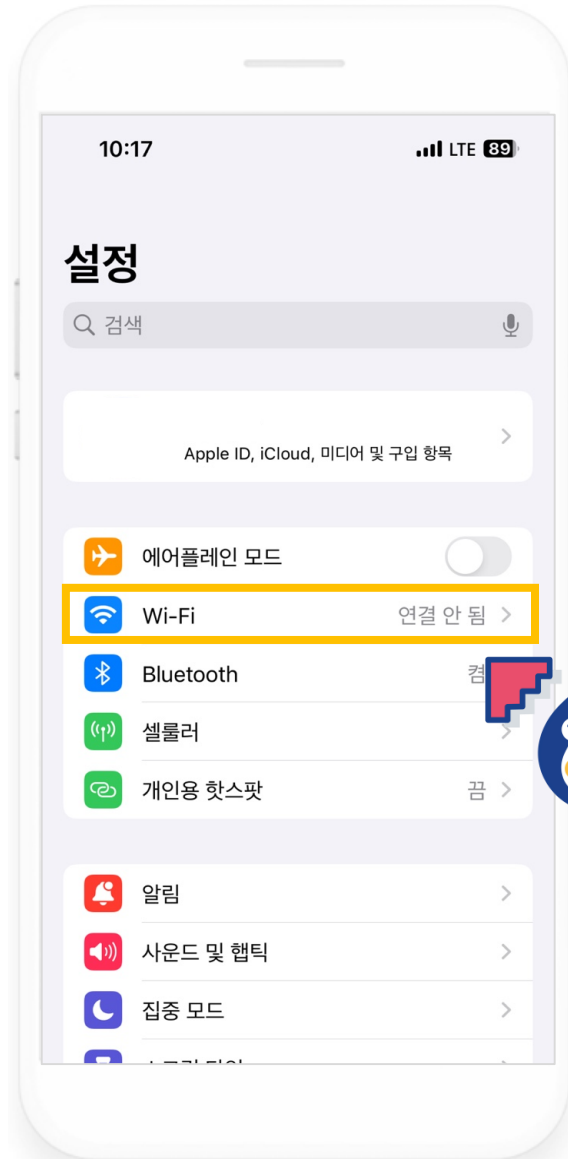 10:17 LTE 89
설정
검색
Apple ID, iCloud, 미디어 및 구입 항목
에어플레인 모드
Wi-Fi 연결 안 됨
Bluetooth 켬
셀룰러
개인용 핫스팟 끔
알림
사운드 및 햅틱
집중 모드